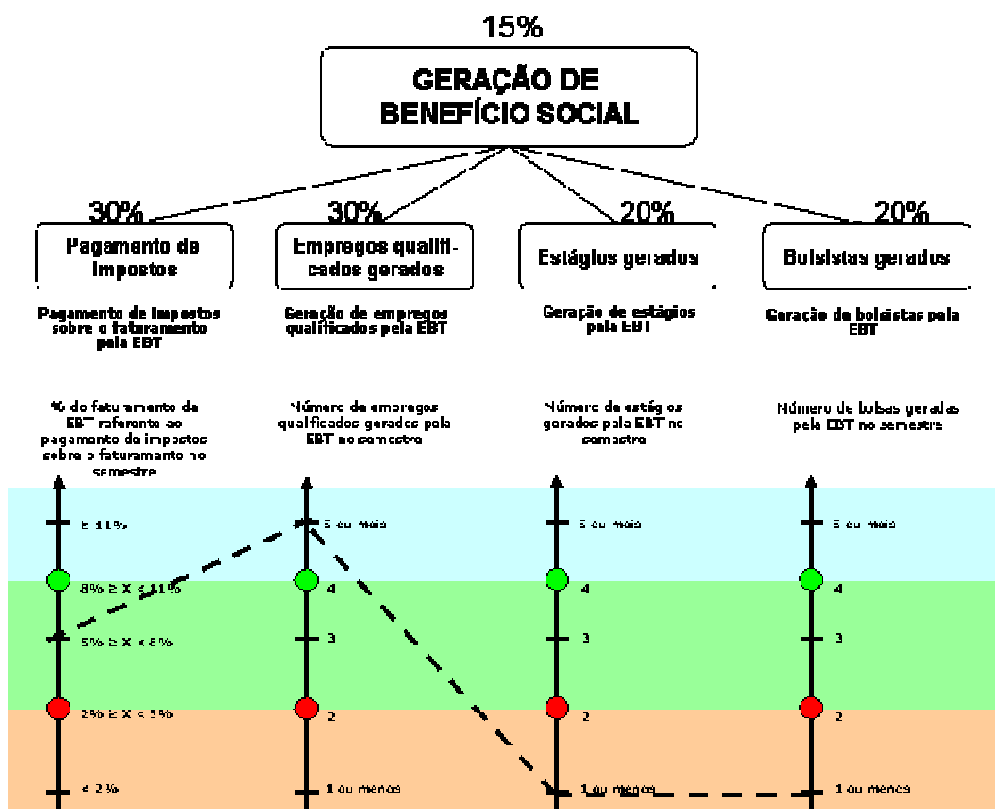 15%
GERAÇÃO DE
BENEFÍCIO SOCIAL
30%
Pagamento de
Impostos
Pagamento de Impostos
sobre o faturamento
pela EBT
% do faturamento da
EBT referente ao
pagamento de impostos
sobre o faturamento no
semestre
≥ 11%
8% ≥ X < 11%
5% ≥ X < 8%
2% ≥ X < 5%
< 2%
30%
Empregos qualifi-
cados gerados
Geração de empregos
qualificados pela EBT
Número de empregos
qualificados gerados pela
EBT no semestre
5 ou mais
4
3
2
1 ou menos
20%
Estágios gerados
Geração de estágios
pela EBT
Número de estágios
gerados pela EBT no
semestre
5 ou mais
4
3
2
1 ou menos
20%
Bolsistas gerados
Geração de bolsistas pela
EBT
Número de bolsas geradas
pela EBT no semestre
5 ou mais
4
3
2
1 ou menos